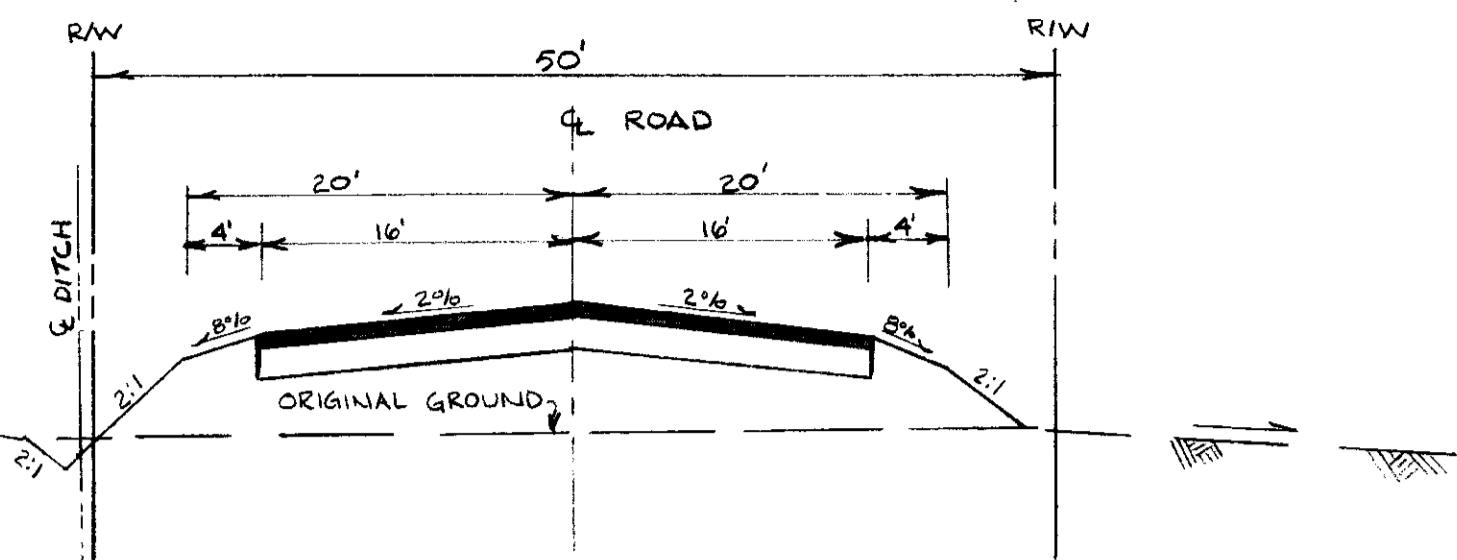 R/W
R/W
50'
℄ ROAD
20'
20'
4'
16'
16'
4'
℄ DITCH
8%
2%
2%
8%
2:1
2:1
ORIGINAL GROUND
2:1